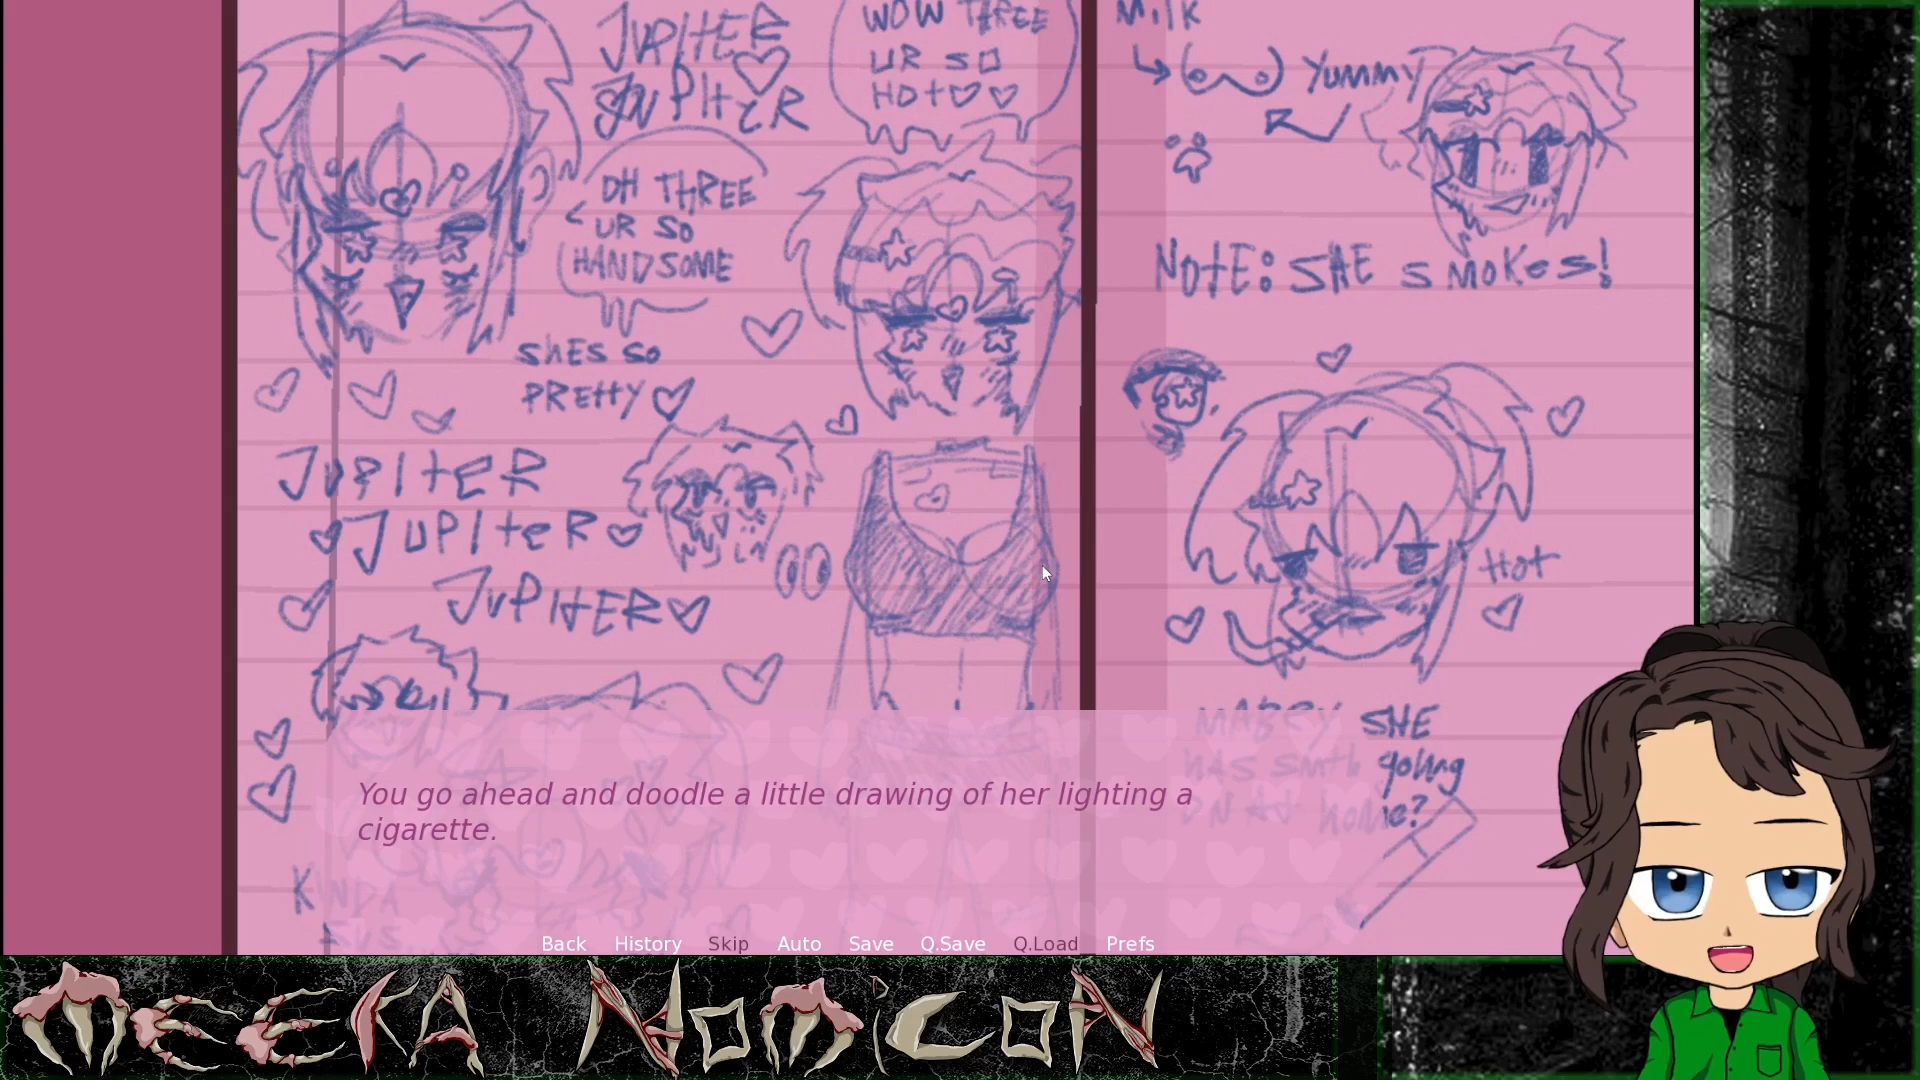 JUPITER
JUPITER
WOW THREE
UR SO
HOT
OH THREE
UR SO
HANDSOME
SHES SO
PREttY
JUPItER
JUPIteR
JUPItER
MilK
Yummy
NOtE: SHE SMOKES!
Hot
MABEY SHE
HAS Smth going
ON At home?
KINDA
You go ahead and doodle a little drawing of her lighting a
cigarette.
Back History Skip Auto Save Q.Save Q.Load Prefs
MEEKA NOMICON